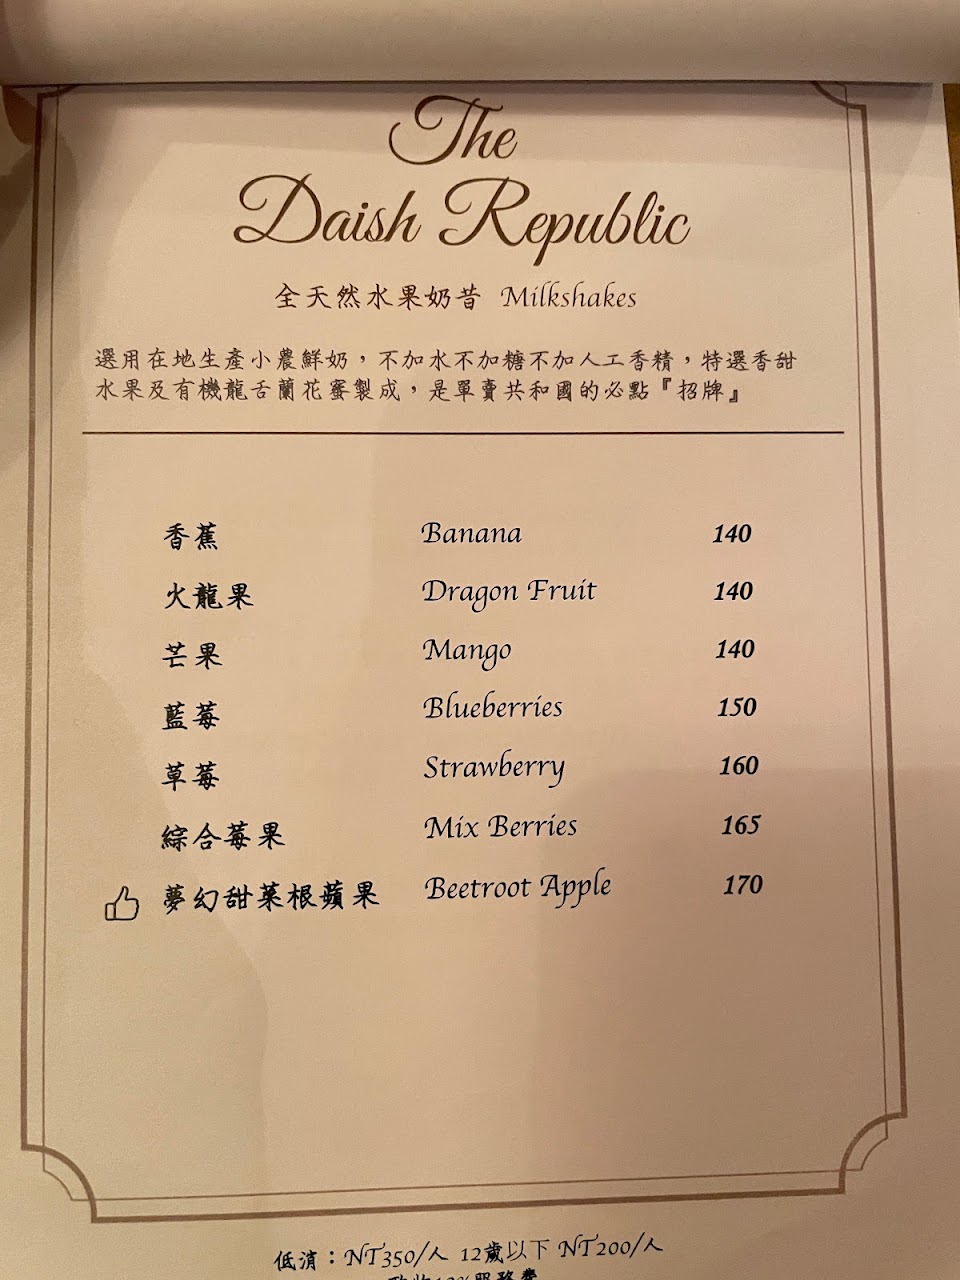 The
Daish Republic
全天然水果奶昔 Milkshakes
選用在地生產小農鮮奶，不加水不加糖不加人工香精，特選香甜
水果及有機龍舌蘭花蜜製成，是單賣共和國的必點『招牌』
香蕉 Banana 140
火龍果 Dragon Fruit 140
芒果 Mango 140
藍莓 Blueberries 150
草莓 Strawberry 160
綜合莓果 Mix Berries 165
夢幻甜菜根蘋果 Beetroot Apple 170
低消：NT350/人 12歲以下 NT200/人